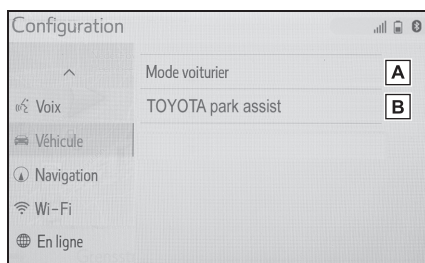 Configuration
Mode voiturier A
TOYOTA park assist B
Voix
Véhicule
Navigation
Wi-Fi
En ligne